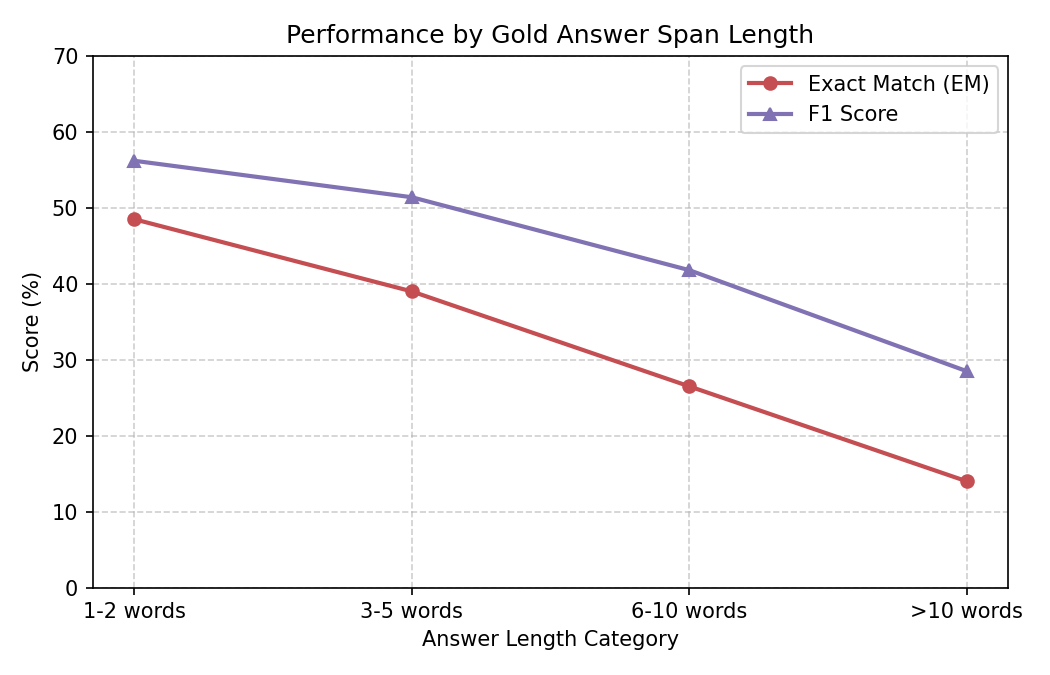 Performance by Gold Answer Span Length
70
60
50
40
30
20
10
0
Score (%)
Exact Match (EM)
F1 Score
1-2 words
3-5 words
6-10 words
>10 words
Answer Length Category